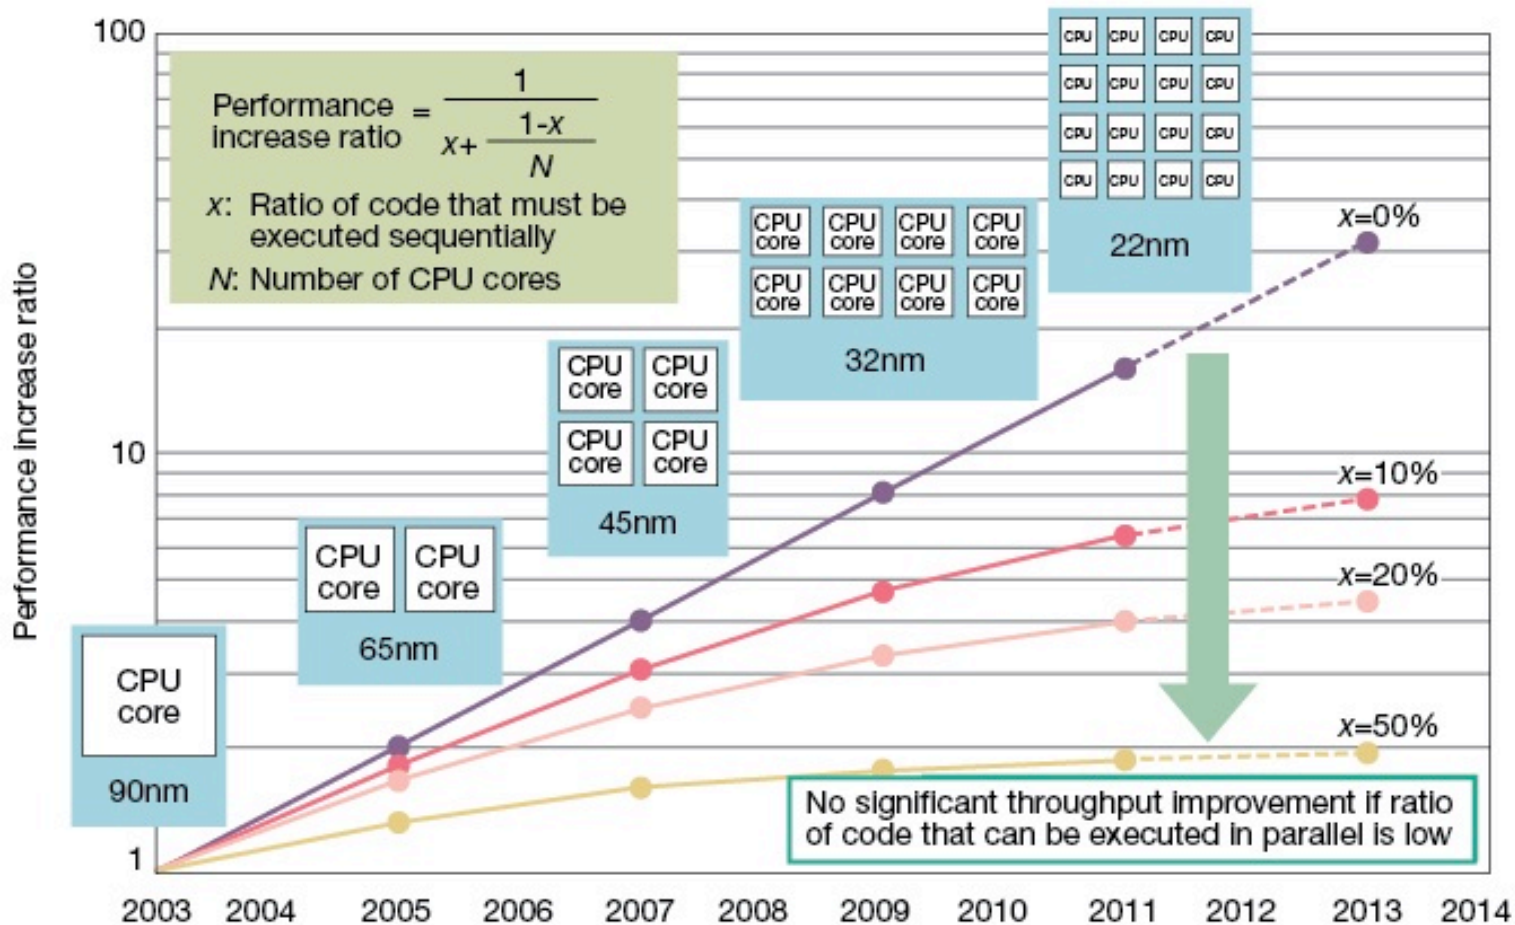 100
10
1
Performance increase ratio
Performance
increase ratio
=
1
x+
1-x
N
x: Ratio of code that must be
executed sequentially
N: Number of CPU cores
CPU
core
90nm
CPU
core
CPU
core
65nm
CPU
core
CPU
core
CPU
core
CPU
core
45nm
CPU
core
CPU
core
CPU
core
CPU
core
CPU
core
CPU
core
CPU
core
CPU
core
32nm
CPU CPU CPU CPU
CPU CPU CPU CPU
CPU CPU CPU CPU
CPU CPU CPU CPU
22nm
x=0%
x=10%
x=20%
x=50%
No significant throughput improvement if ratio
of code that can be executed in parallel is low
2003 2004 2005 2006 2007 2008 2009 2010 2011 2012 2013 2014